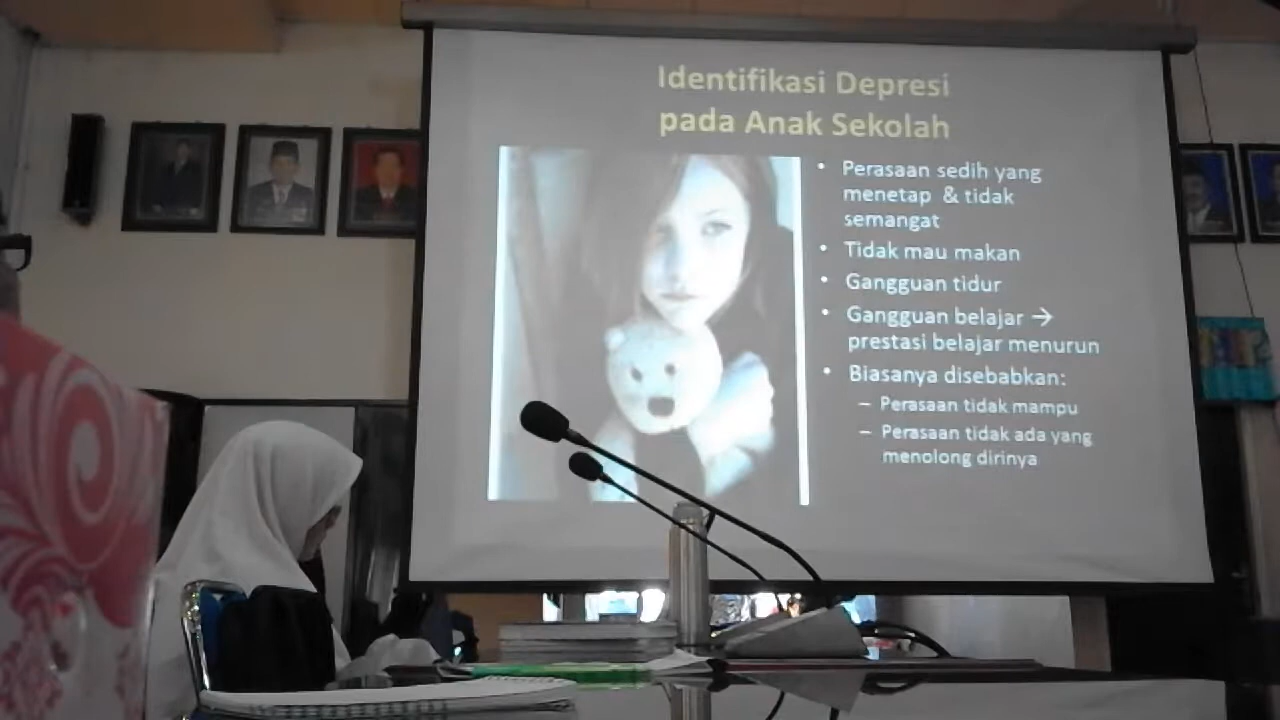 Identifikasi Depresi
pada Anak Sekolah
• Perasaan sedih yang
menetap & tidak
semangat
• Tidak mau makan
• Gangguan tidur
• Gangguan belajar →
prestasi belajar menurun
• Biasanya disebabkan:
– Perasaan tidak mampu
– Perasaan tidak ada yang
menolong dirinya